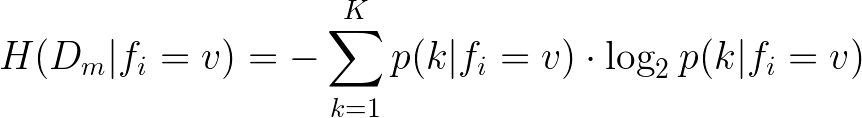 H(D_m|f_i = v) = -\sum_{k=1}^{K} p(k|f_i = v) \cdot \log_2 p(k|f_i = v)